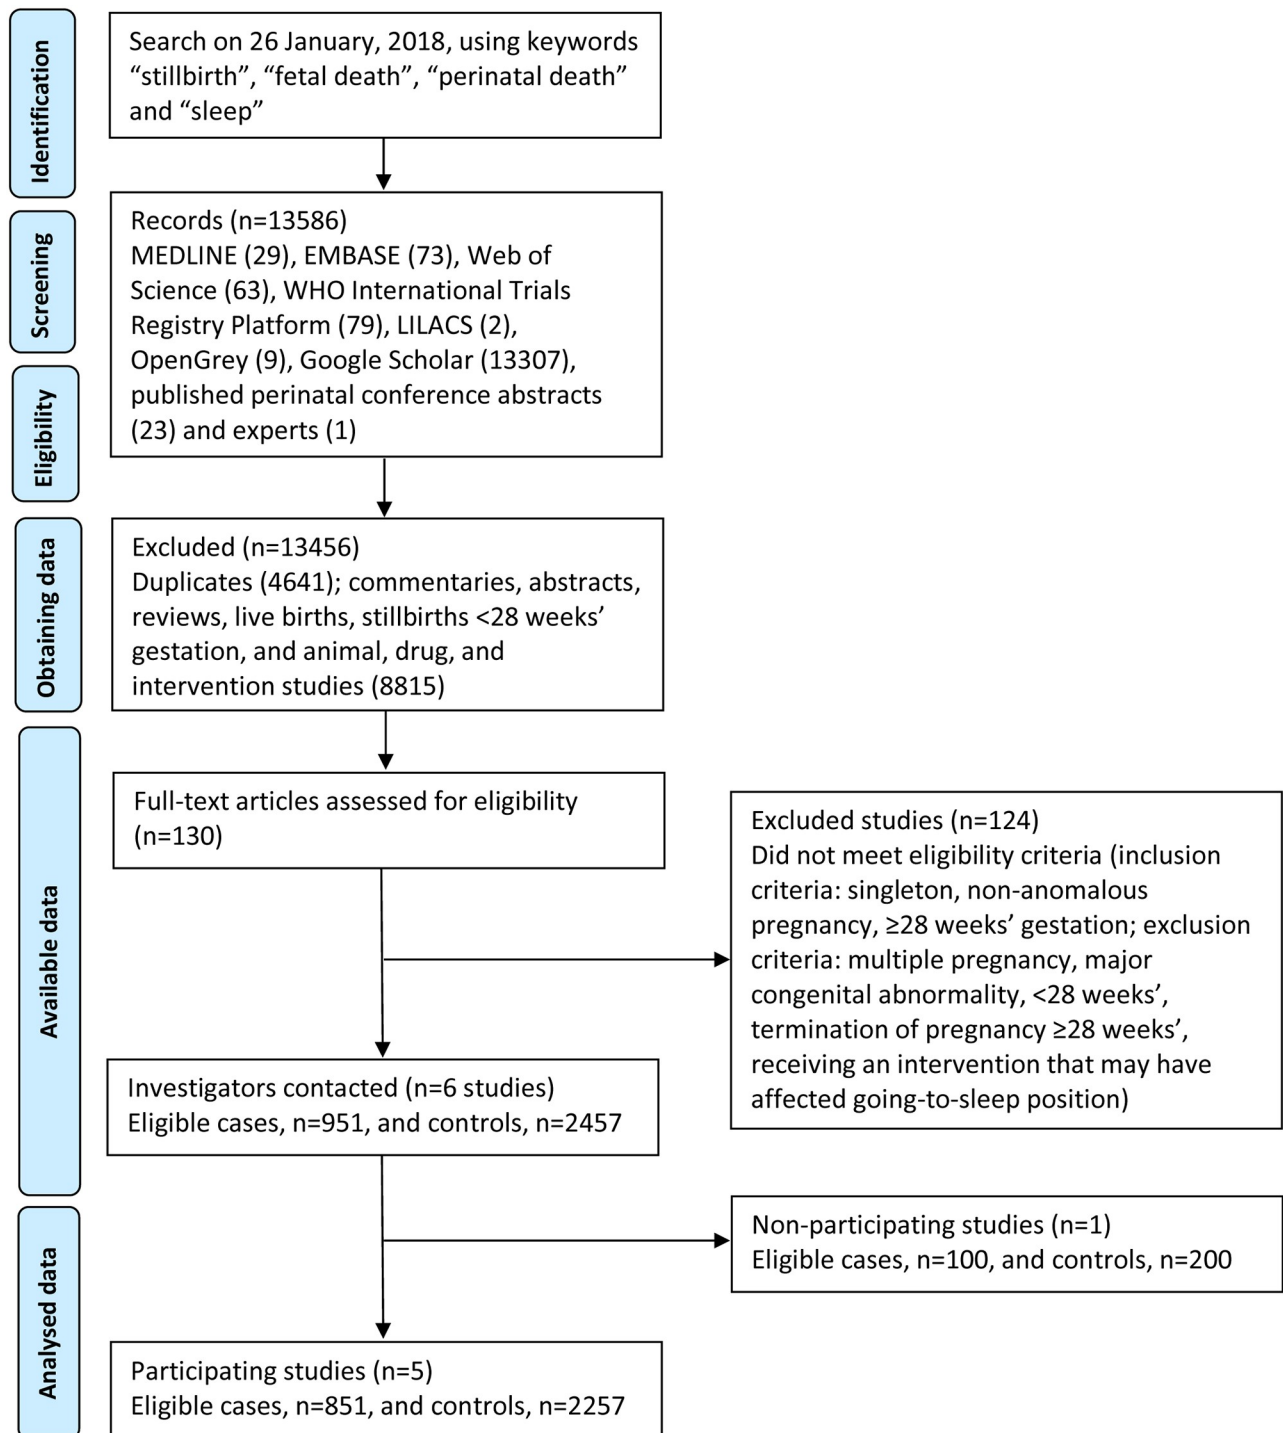 Identification
Search on 26 January, 2018, using keywords
“stillbirth”, “fetal death”, “perinatal death”
and “sleep”
Screening
Records (n=13586)
MEDLINE (29), EMBASE (73), Web of
Science (63), WHO International Trials
Registry Platform (79), LILACS (2),
OpenGrey (9), Google Scholar (13307),
published perinatal conference abstracts
(23) and experts (1)
Eligibility
Obtaining data
Excluded (n=13456)
Duplicates (4641); commentaries, abstracts,
reviews, live births, stillbirths <28 weeks’
gestation, and animal, drug, and
intervention studies (8815)
Available data
Full-text articles assessed for eligibility
(n=130)
Excluded studies (n=124)
Did not meet eligibility criteria (inclusion
criteria: singleton, non-anomalous
pregnancy, ≥28 weeks’ gestation; exclusion
criteria: multiple pregnancy, major
congenital abnormality, <28 weeks’,
termination of pregnancy ≥28 weeks’,
receiving an intervention that may have
affected going-to-sleep position)
Investigators contacted (n=6 studies)
Eligible cases, n=951, and controls, n=2457
Analysed data
Non-participating studies (n=1)
Eligible cases, n=100, and controls, n=200
Participating studies (n=5)
Eligible cases, n=851, and controls, n=2257